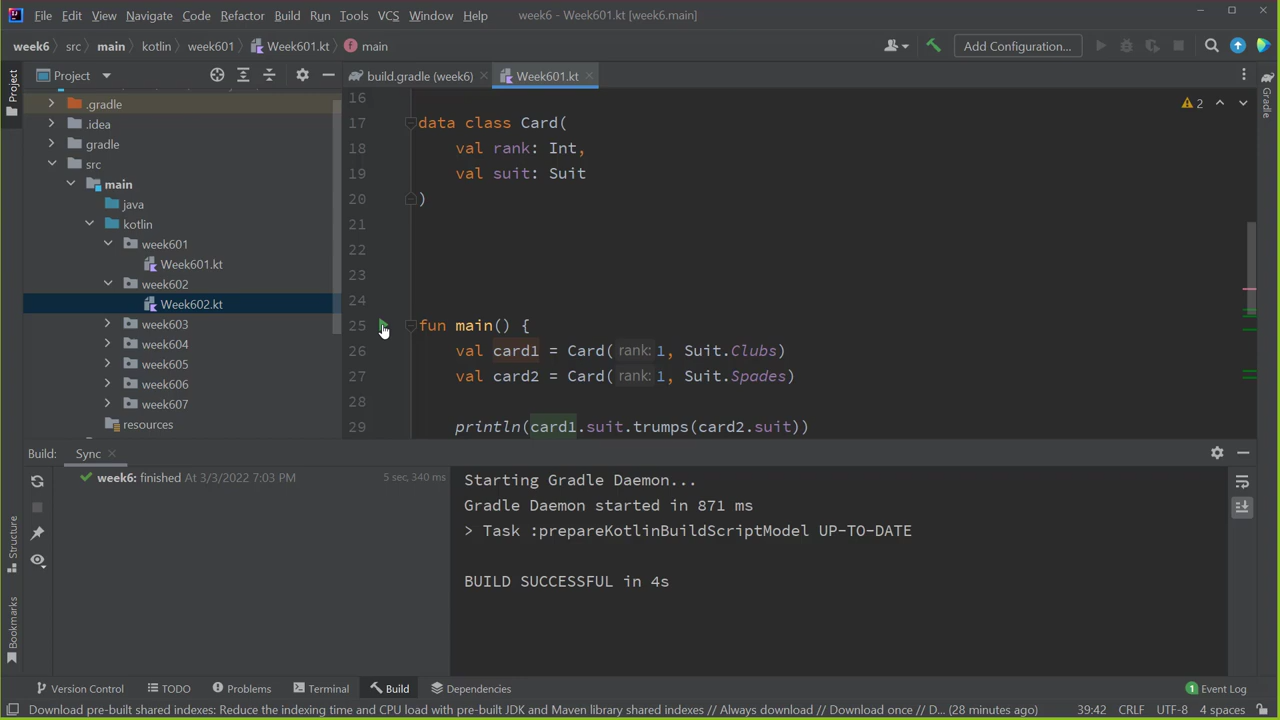 File Edit View Navigate Code Refactor Build Run Tools VCS Window Help week6 - Week601.kt [week6.main]
week6 src main kotlin week601 Week601.kt main Add Configuration...
Project
Project
build.gradle (week6) Week601.kt
Gradle
.gradle
.idea
gradle
src
main
java
kotlin
week601
Week601.kt
week602
Week602.kt
week603
week604
week605
week606
week607
resources
2
16
17 data class Card(
18 val rank: Int,
19 val suit: Suit
20 )
21
22
23
24
25 fun main() {
26 val card1 = Card( rank: 1, Suit.Clubs)
27 val card2 = Card( rank: 1, Suit.Spades)
28
29 println(card1.suit.trumps(card2.suit))
Build: Sync
week6: finished At 3/3/2022 7:03 PM 5 sec, 340 ms
Starting Gradle Daemon...
Gradle Daemon started in 871 ms
> Task :prepareKotlinBuildScriptModel UP-TO-DATE
BUILD SUCCESSFUL in 4s
Structure
Bookmarks
Version Control TODO Problems Terminal Build Dependencies 1 Event Log
Download pre-built shared indexes: Reduce the indexing time and CPU load with pre-built JDK and Maven library shared indexes // Always download // Download once // D... (28 minutes ago) 39:42 CRLF UTF-8 4 spaces